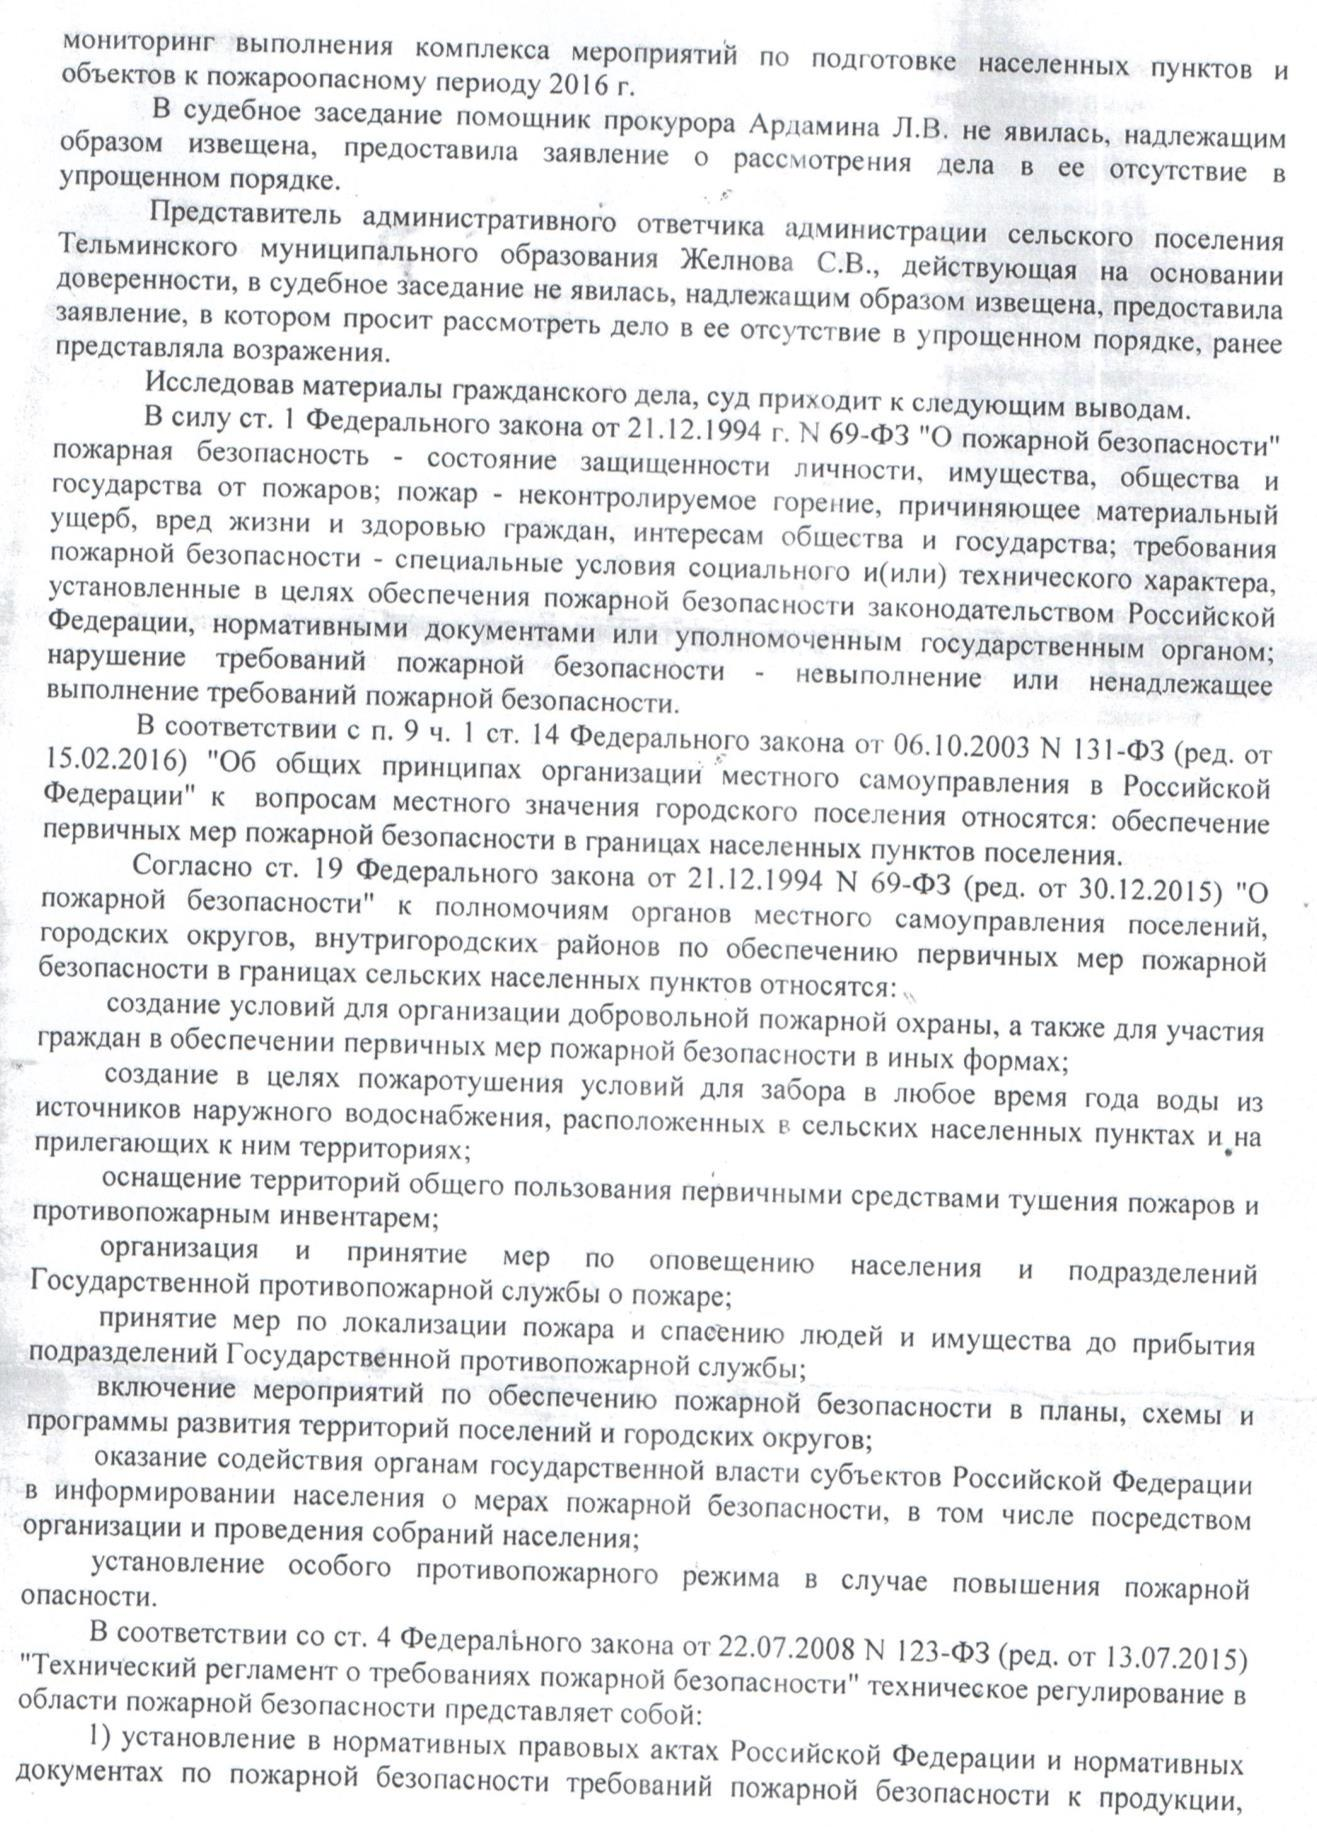 мониторинг выполнения комплекса мероприятий по подготовке населенных пунктов и
объектов к пожароопасному периоду 2016 г.
В судебное заседание помощник прокурора Ардамина Л.В. не явилась, надлежащим
образом извещена, предоставила заявление о рассмотрения дела в ее отсутствие в
упрощенном порядке.
Представитель административного ответчика администрации сельского поселения
Тельминского муниципального образования Желнова С.В., действующая на основании
доверенности, в судебное заседание не явилась, надлежащим образом извещена, предоставила
заявление, в котором просит рассмотреть дело в ее отсутствие в упрощенном порядке, ранее
представляла возражения.
Исследовав материалы гражданского дела, суд приходит к следующим выводам.
В силу ст. 1 Федерального закона от 21.12.1994 г. N 69-ФЗ "О пожарной безопасности"
пожарная безопасность - состояние защищенности личности, имущества, общества и
государства от пожаров; пожар - неконтролируемое горение, причиняющее материальный
ущерб, вред жизни и здоровью граждан, интересам общества и государства; требования
пожарной безопасности - специальные условия социального и(или) технического характера,
установленные в целях обеспечения пожарной безопасности законодательством Российской
Федерации, нормативными документами или уполномоченным государственным органом;
нарушение требований пожарной безопасности - невыполнение или ненадлежащее
выполнение требований пожарной безопасности.
В соответствии с п. 9 ч. 1 ст. 14 Федерального закона от 06.10.2003 N 131-ФЗ (ред. от
15.02.2016) "Об общих принципах организации местного самоуправления в Российской
Федерации" к вопросам местного значения городского поселения относятся: обеспечение
первичных мер пожарной безопасности в границах населенных пунктов поселения.
Согласно ст. 19 Федерального закона от 21.12.1994 N 69-ФЗ (ред. от 30.12.2015) "О
пожарной безопасности" к полномочиям органов местного самоуправления поселений,
городских округов, внутригородских районов по обеспечению первичных мер пожарной
безопасности в границах сельских населенных пунктов относятся:
создание условий для организации добровольной пожарной охраны, а также для участия
граждан в обеспечении первичных мер пожарной безопасности в иных формах;
создание в целях пожаротушения условий для забора в любое время года воды из
источников наружного водоснабжения, расположенных в сельских населенных пунктах и на
прилегающих к ним территориях;
оснащение территорий общего пользования первичными средствами тушения пожаров и
противопожарным инвентарем;
организация и принятие мер по оповещению населения и подразделений
Государственной противопожарной службы о пожаре;
принятие мер по локализации пожара и спасению людей и имущества до прибытия
подразделений Государственной противопожарной службы;
включение мероприятий по обеспечению пожарной безопасности в планы, схемы и
программы развития территорий поселений и городских округов;
оказание содействия органам государственной власти субъектов Российской Федерации
в информировании населения о мерах пожарной безопасности, в том числе посредством
организации и проведения собраний населения;
установление особого противопожарного режима в случае повышения пожарной
опасности.
В соответствии со ст. 4 Федерального закона от 22.07.2008 N 123-ФЗ (ред. от 13.07.2015)
"Технический регламент о требованиях пожарной безопасности" техническое регулирование в
области пожарной безопасности представляет собой:
1) установление в нормативных правовых актах Российской Федерации и нормативных
документах по пожарной безопасности требований пожарной безопасности к продукции,